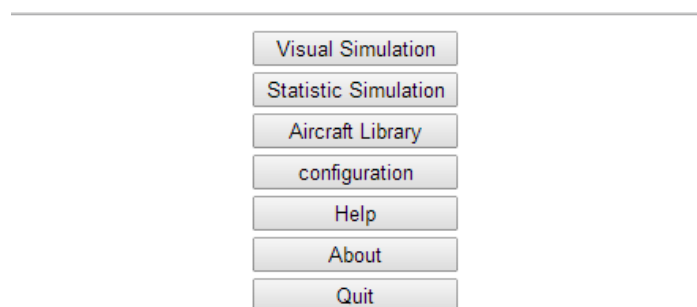 Visual Simulation
Statistic Simulation
Aircraft Library
configuration
Help
About
Quit